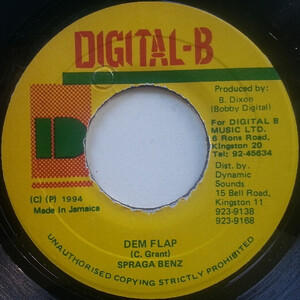 DIGITAL-B
Produced by:
B. Dixon
(Bobby Digital)
For DIGITAL B
MUSIC LTD.
6 Rons Road,
Kingston 20
Tel: 92-45634
Dist. by:
Dynamic
Sounds
15 Bell Road,
Kingston 11
923-9138
923-9168
(C) (P) 1994
Made in Jamaica
DEM FLAP
(C. Grant)
SPRAGA BENZ
UNAUTHORISED COPYING STRICTLY PROHIBITED